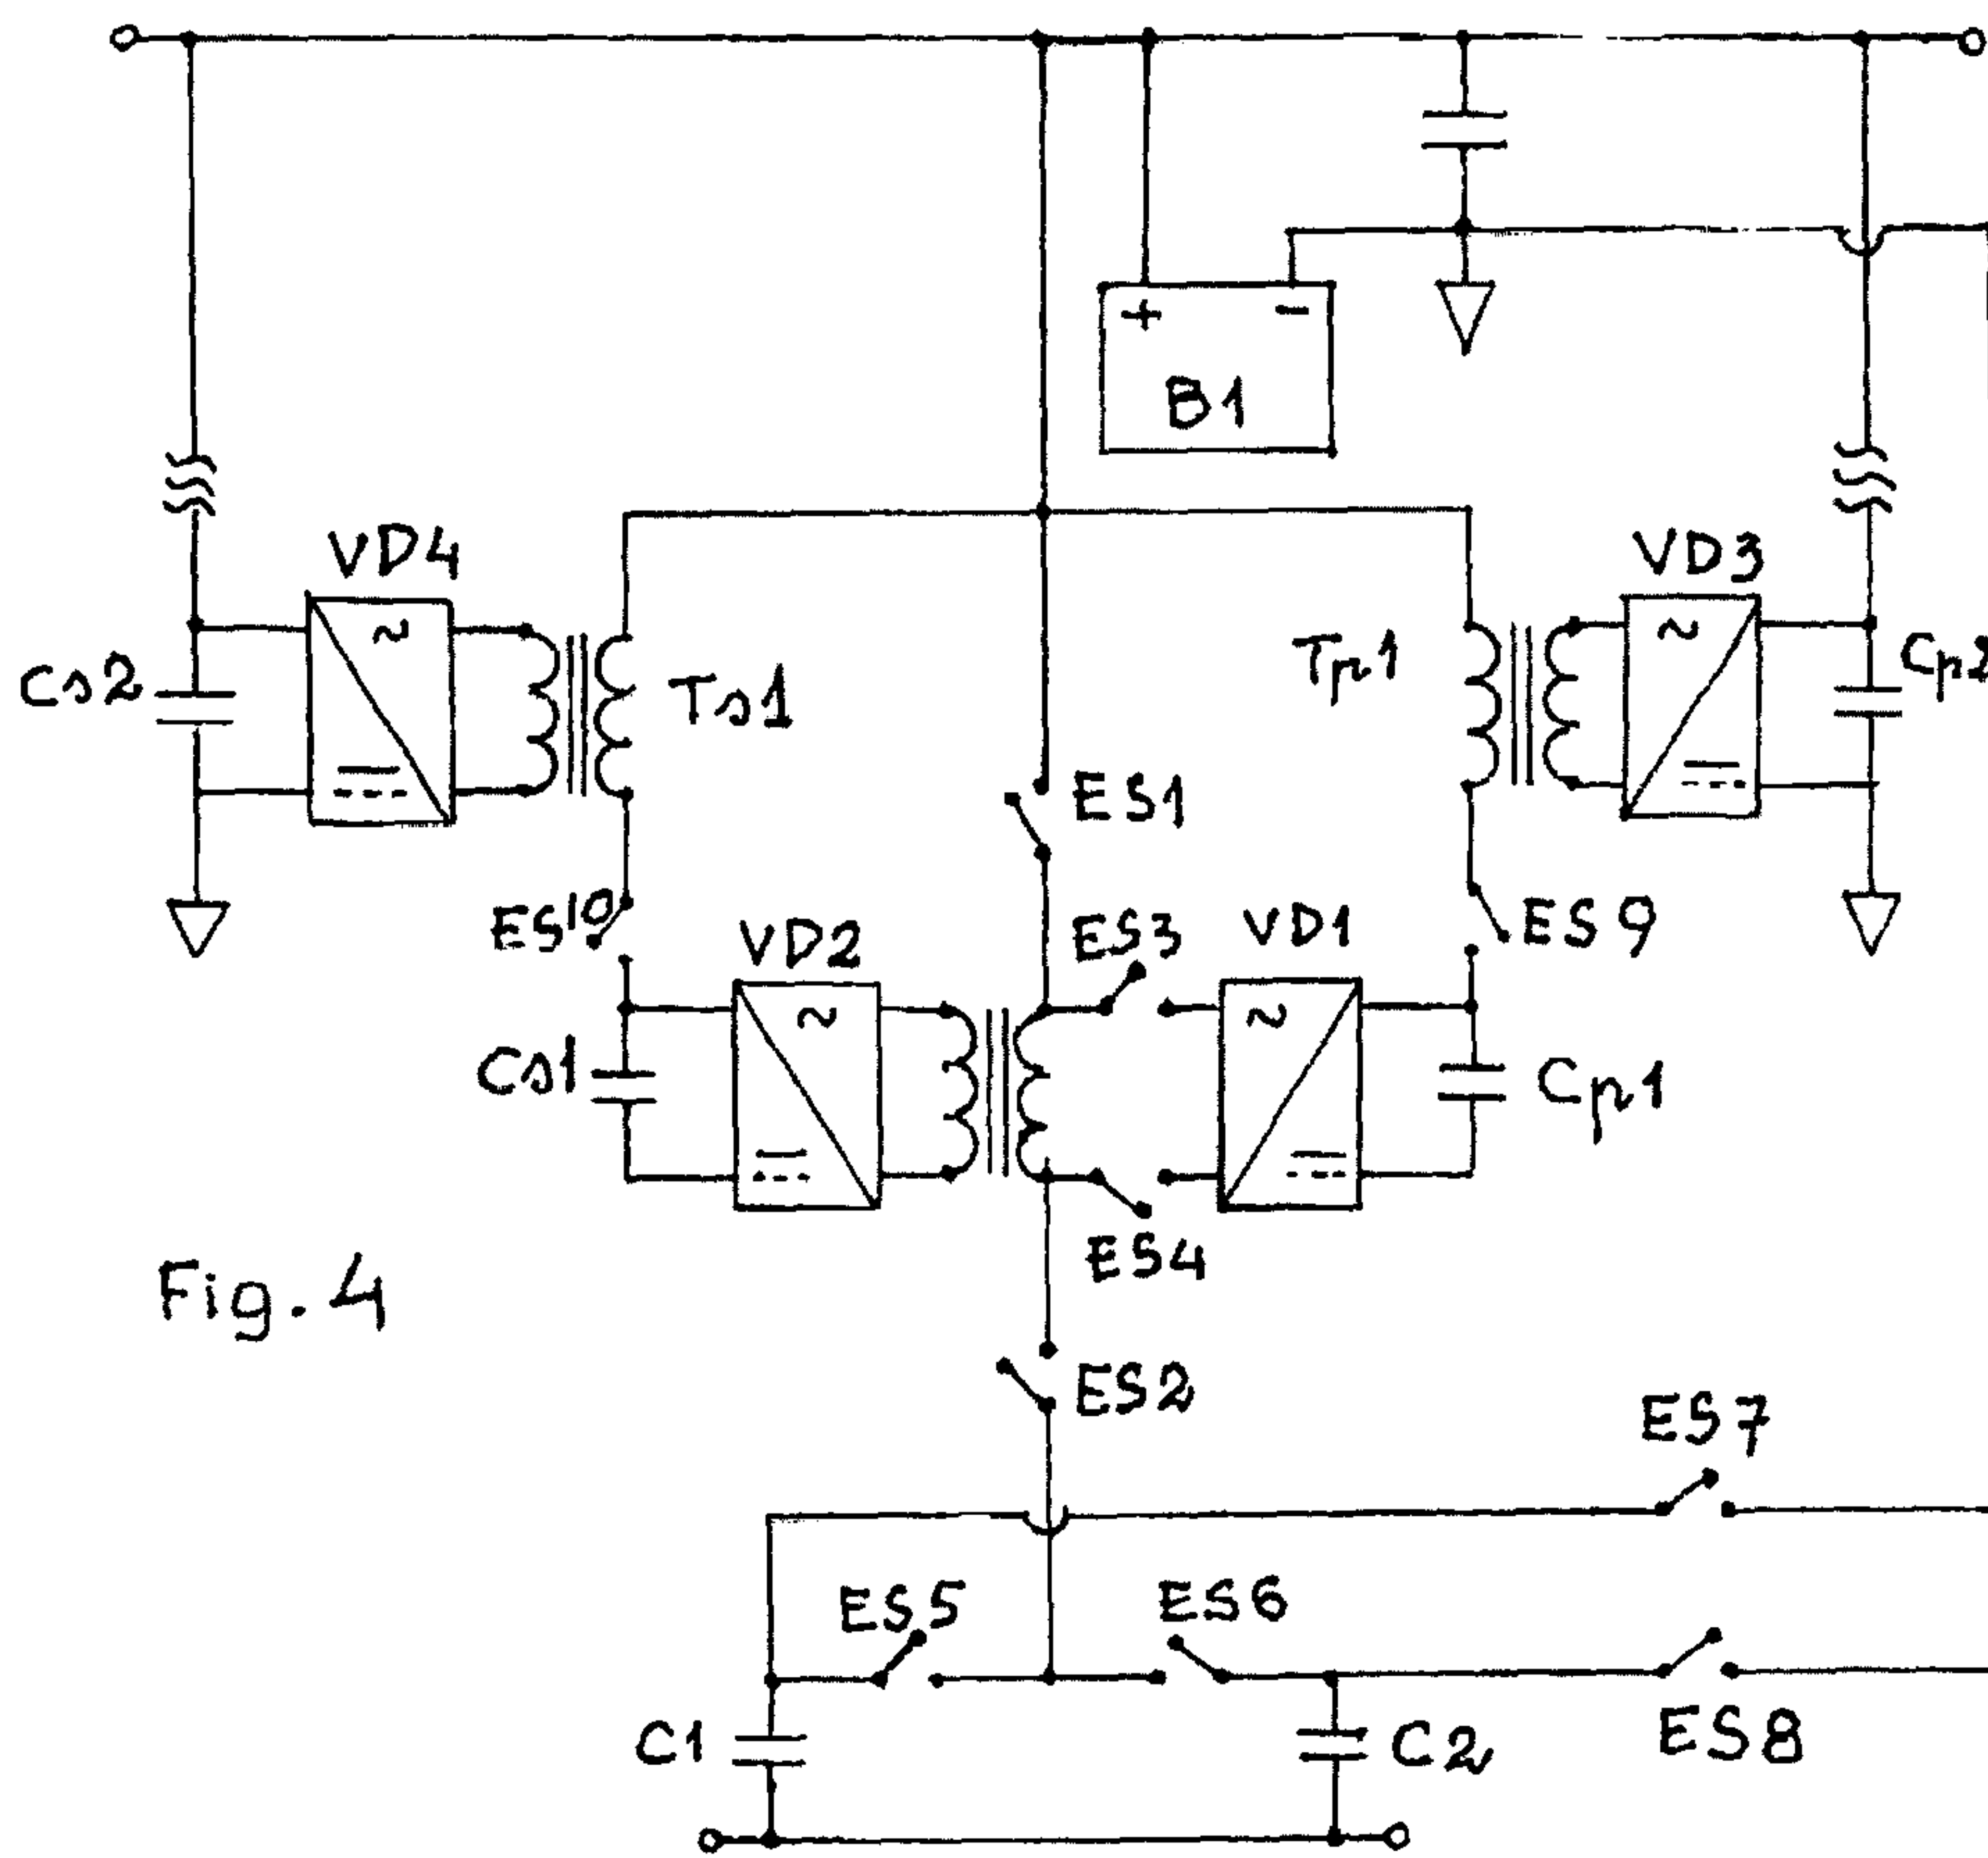 + -
B1
VD4
VD3
Cs2
Ts1
Tp1
Cp2
ES1
ES10
VD2
ES3
VD1
ES9
Cs1
Cp1
ES4
Fig. 4
ES2
ES7
ES5
ES6
C1
C2
ES8